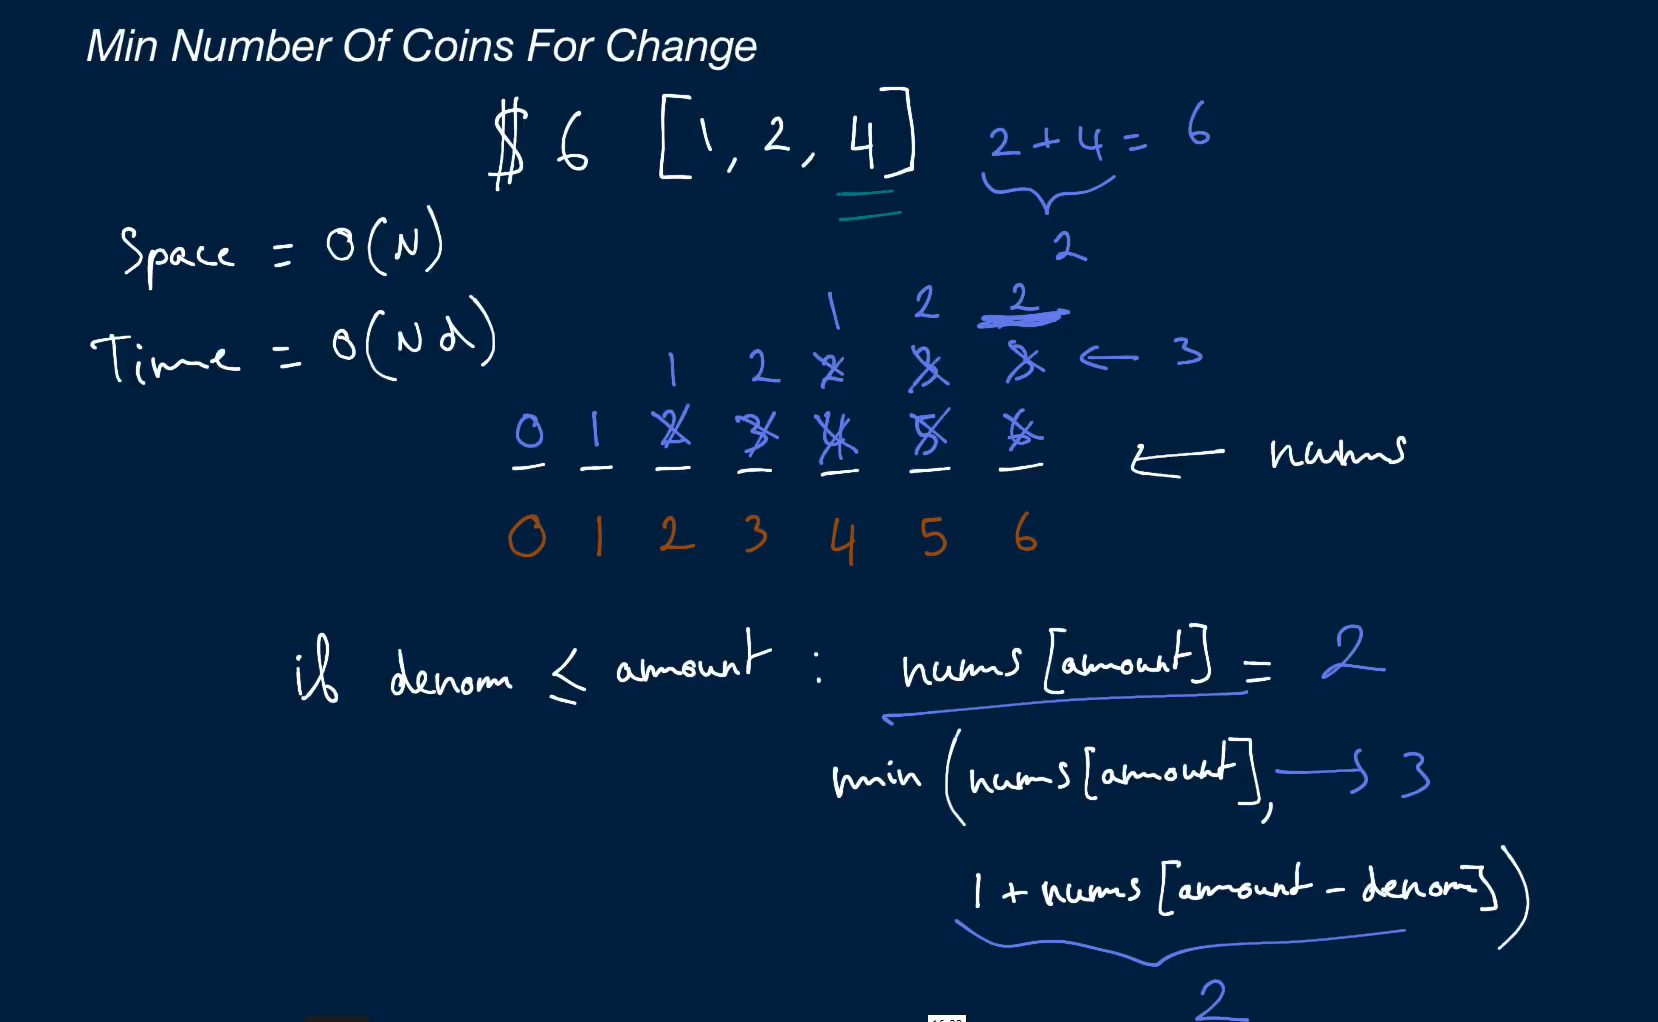 Min Number Of Coins For Change
$ 6 [1, 2, 4] 2 + 4 = 6
2
Space = O(N)
1 2 2
Time = O(Nd)
1 2 2 3 3 ← 3
0 1 2 3 4 5 6
← nums
0 1 2 3 4 5 6
if denom ≤ amount : nums [amount] = 2
min (nums [amount], → 3
1 + nums [amount - denom])
2